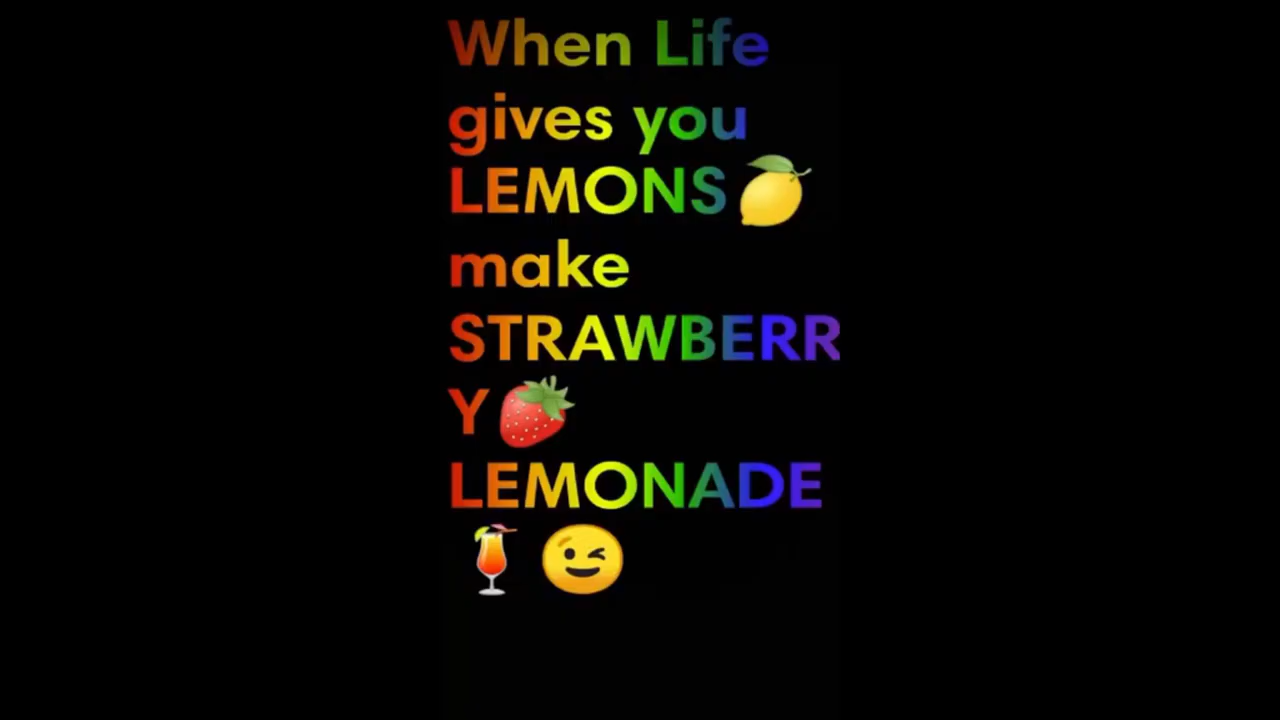 When Life
gives you
LEMONS🍋
make
STRAWBERR
Y🍓
LEMONADE
🍹😉